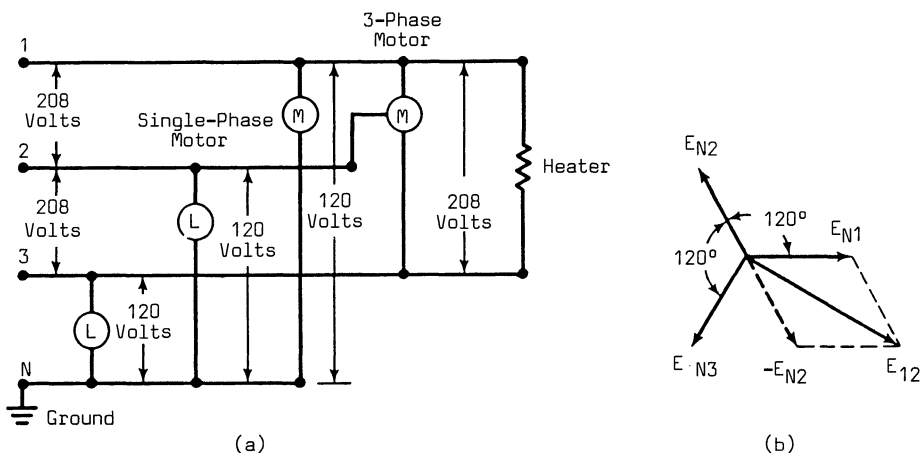 3-Phase
Motor
1
208
Volts
M
M
Single-Phase
Motor
2
E_N2
Heater
120
Volts
208
Volts
120°
E_N1
208
Volts
L
120
Volts
120°
3
120
Volts
L
E_N3
-E_N2
E_12
N
Ground
(a)
(b)